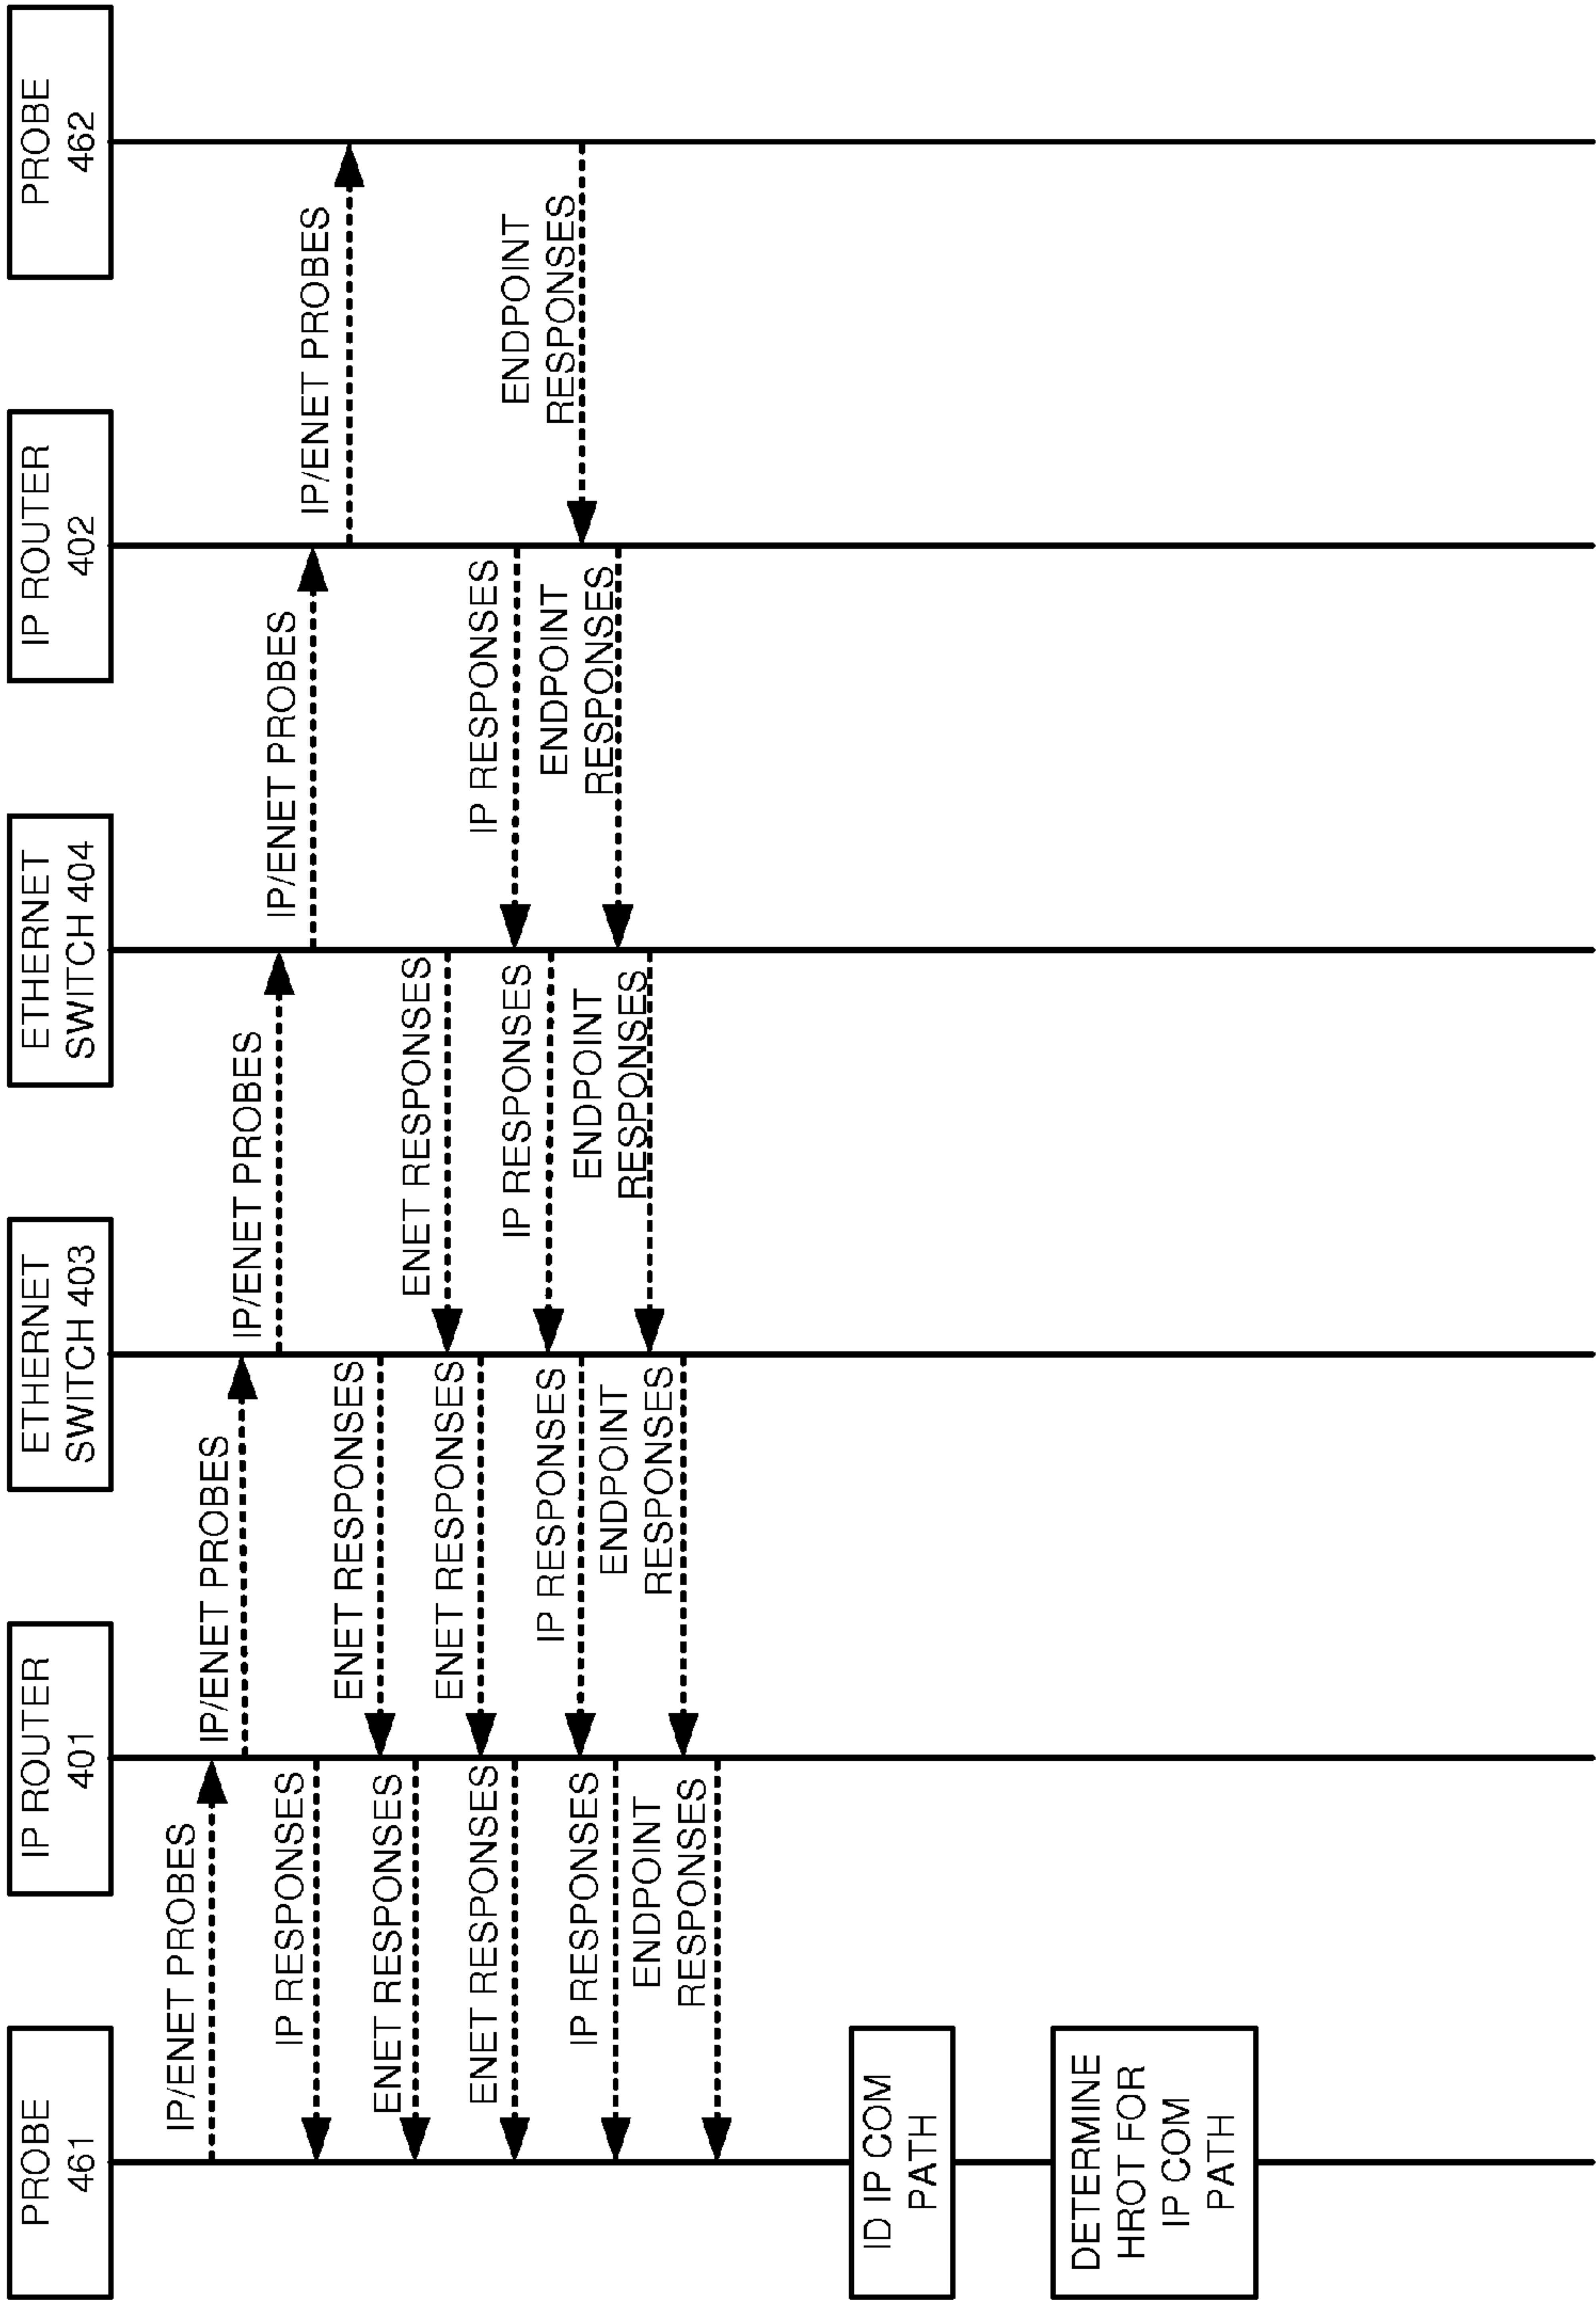 PROBE
461
IP ROUTER
401
ETHERNET
SWITCH 403
ETHERNET
SWITCH 404
IP ROUTER
402
PROBE
462
IP/ENET PROBES
IP/ENET PROBES
IP/ENET PROBES
IP/ENET PROBES
IP/ENET PROBES
IP RESPONSES
ENET RESPONSES
ENET RESPONSES
ENET RESPONSES
ENET RESPONSES
ENET RESPONSES
IP RESPONSES
IP RESPONSES
IP RESPONSES
IP RESPONSES
ENDPOINT
RESPONSES
ENDPOINT
RESPONSES
ENDPOINT
RESPONSES
ENDPOINT
RESPONSES
ENDPOINT
RESPONSES
ID IP COM
PATH
DETERMINE
HROT FOR
IP COM
PATH